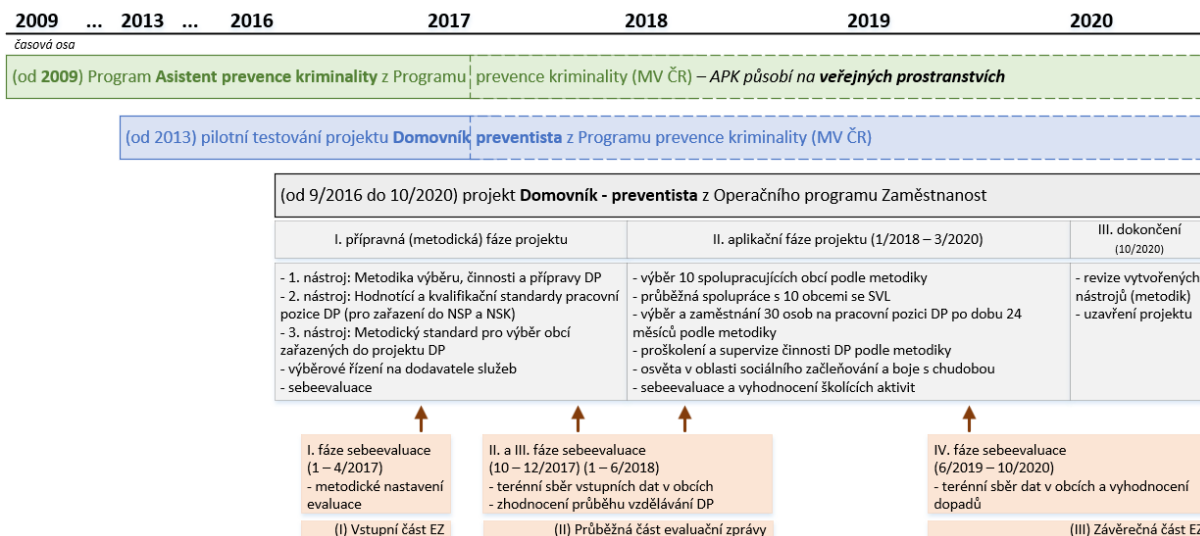 2009 ... 2013 ... 2016 2017 2018 2019 2020
časová osa
(od 2009) Program Asistent prevence kriminality z Programu prevence kriminality (MV ČR) – APK působí na veřejných prostranstvích
(od 2013) pilotní testování projektu Domovník preventista z Programu prevence kriminality (MV ČR)
(od 9/2016 do 10/2020) projekt Domovník - preventista z Operačního programu Zaměstnanost
I. přípravná (metodická) fáze projektu
- 1. nástroj: Metodika výběru, činnosti a přípravy DP
- 2. nástroj: Hodnotící a kvalifikační standardy pracovní
pozice DP (pro zařazení do NSP a NSK)
- 3. nástroj: Metodický standard pro výběr obcí
zařazených do projektu DP
- výběrové řízení na dodavatele služeb
- sebeevaluace
II. aplikační fáze projektu (1/2018 – 3/2020)
- výběr 10 spolupracujících obcí podle metodiky
- průběžná spolupráce s 10 obcemi se SVL
- výběr a zaměstnání 30 osob na pracovní pozici DP po dobu 24
měsíců podle metodiky
- proškolení a supervize činnosti DP podle metodiky
- osvěta v oblasti sociálního začleňování a boje s chudobou
- sebeevaluace a vyhodnocení školících aktivit
III. dokončení
(10/2020)
- revize vytvořených
nástrojů (metodik)
- uzavření projektu
I. fáze sebeevaluace
(1 – 4/2017)
- metodické nastavení
evaluace
(I) Vstupní část EZ
II. a III. fáze sebeevaluace
(10 – 12/2017) (1 – 6/2018)
- terénní sběr vstupních dat v obcích
- zhodnocení průběhu vzdělávání DP
(II) Průběžná část evaluační zprávy
IV. fáze sebeevaluace
(6/2019 – 10/2020)
- terénní sběr dat v obcích a vyhodnocení
dopadů
(III) Závěrečná část EZ